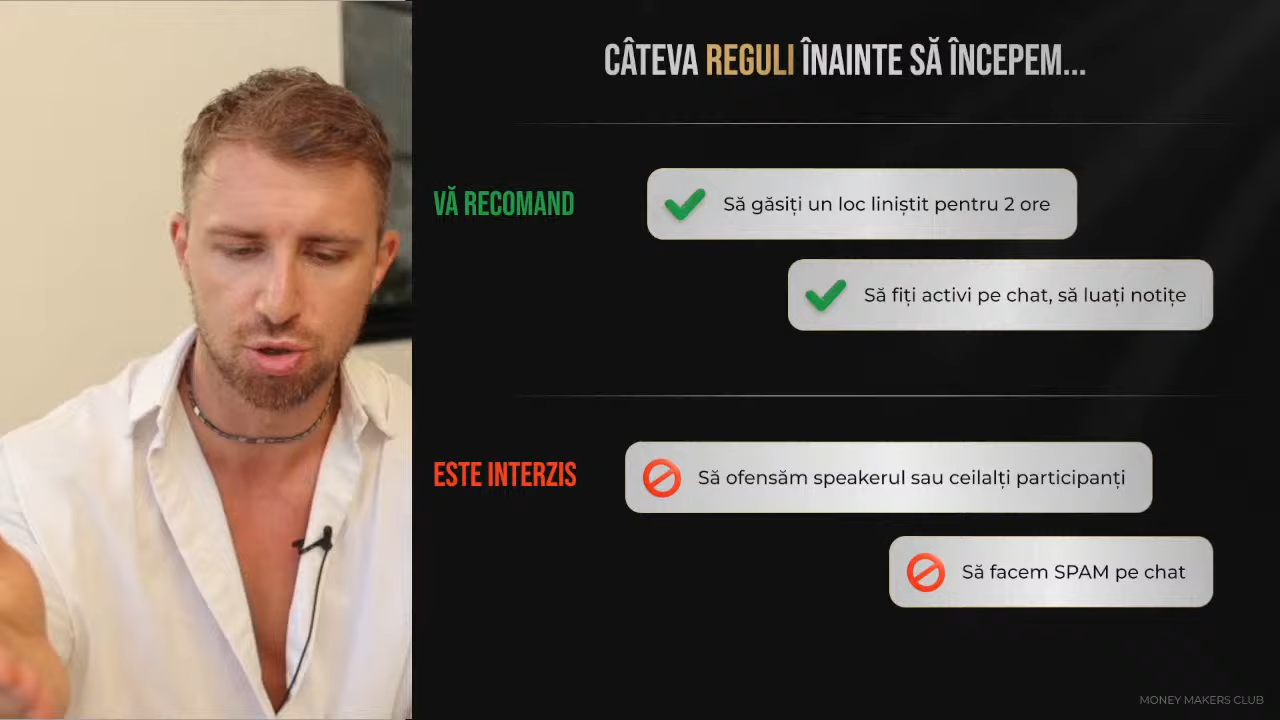 CÂTEVA REGULI ÎNAINTE SĂ ÎNCEPEM...
VĂ RECOMAND
Să găsiți un loc liniștit pentru 2 ore
Să fiți activi pe chat, să luați notițe
ESTE INTERZIS
Să ofensăm speakerul sau ceilalți participanți
Să facem SPAM pe chat
MONEY MAKERS CLUB